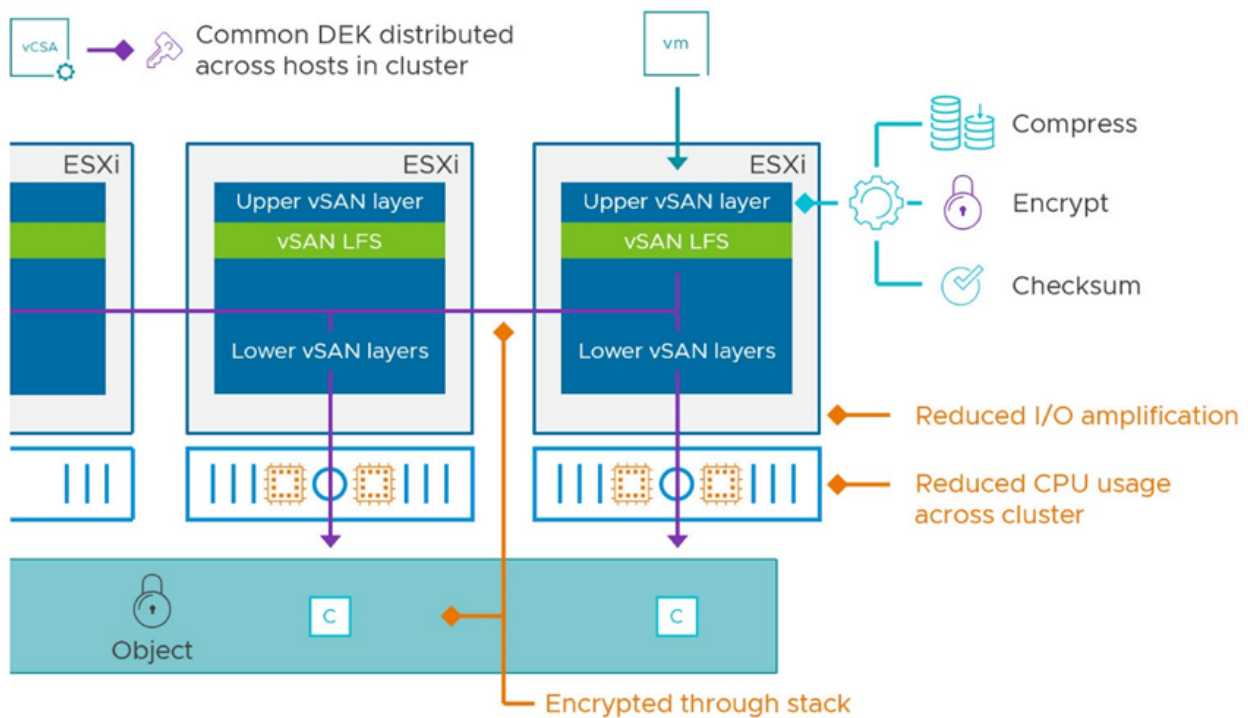 vCSA
Common DEK distributed
across hosts in cluster
vm
Compress
Encrypt
Checksum
ESXi
ESXi
ESXi
Upper vSAN layer
Upper vSAN layer
vSAN LFS
vSAN LFS
Lower vSAN layers
Lower vSAN layers
Reduced I/O amplification
Reduced CPU usage
across cluster
Object
C
C
Encrypted through stack